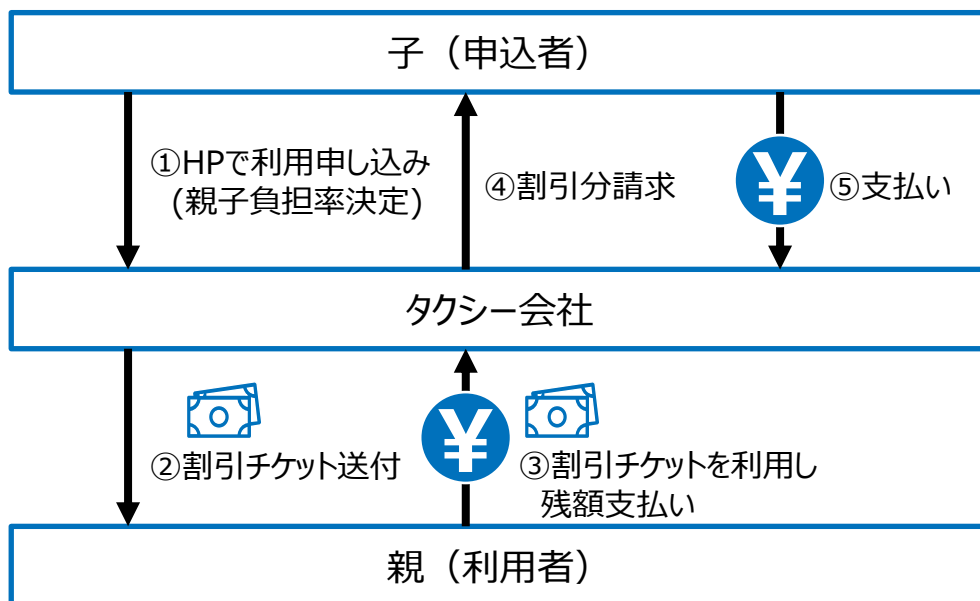 子（申込者）
①HPで利用申し込み
(親子負担率決定)
④割引分請求
¥
⑤支払い
タクシー会社
②割引チケット送付
¥
③割引チケットを利用し
残額支払い
親（利用者）